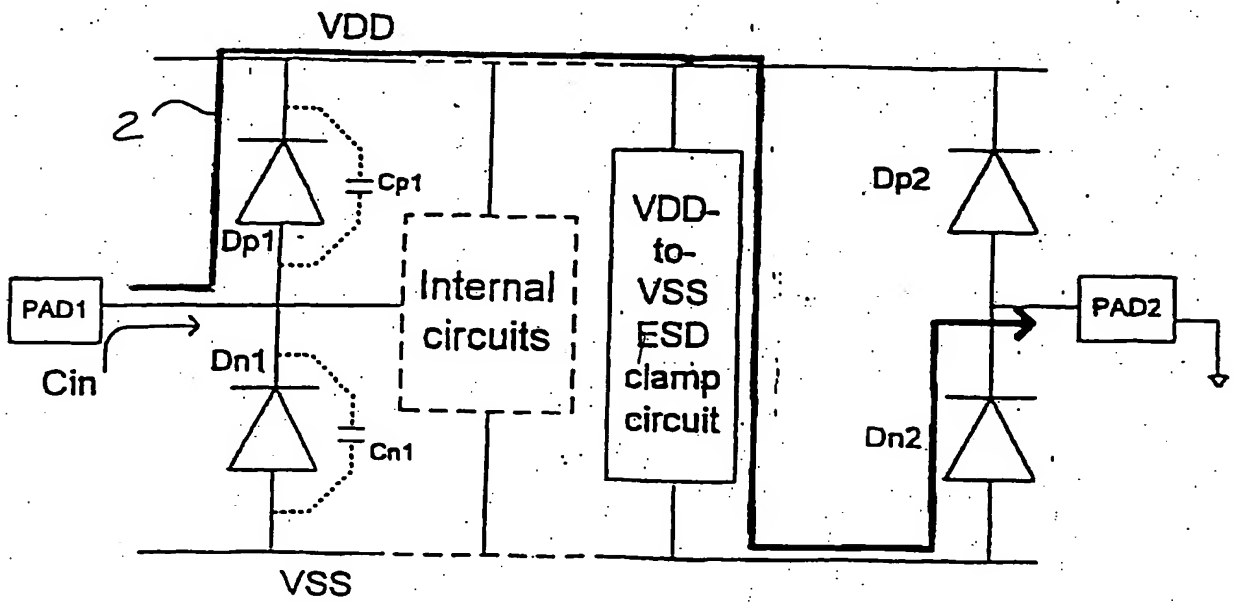 VDD
2
Cp1
Dp1
Dp2
PAD1
Internal
circuits
VDD-
to-
VSS
ESD
clamp
circuit
PAD2
Cin
Dn1
Cn1
Dn2
VSS